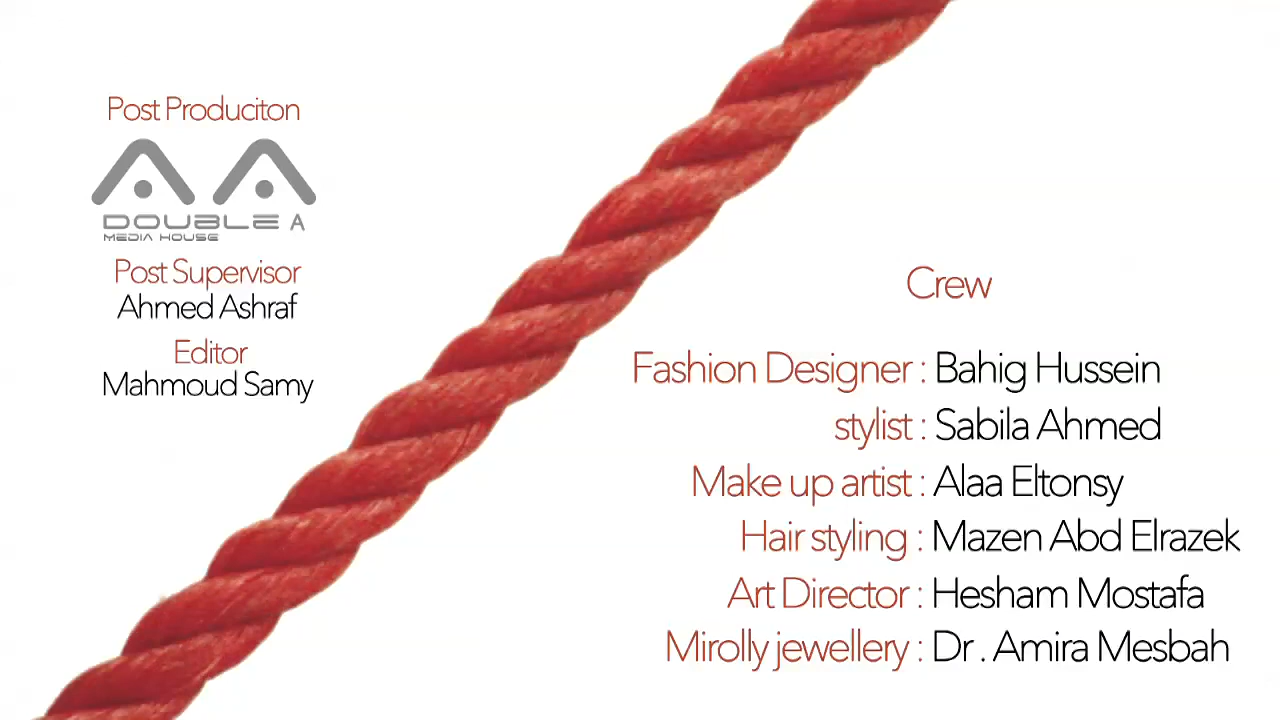 Post Produciton
DOUBLE A
MEDIA HOUSE
Post Supervisor
Ahmed Ashraf
Editor
Mahmoud Samy
Crew
Fashion Designer : Bahig Hussein
stylist : Sabila Ahmed
Make up artist : Alaa Eltonsy
Hair styling : Mazen Abd Elrazek
Art Director : Hesham Mostafa
Mirolly jewellery : Dr . Amira Mesbah